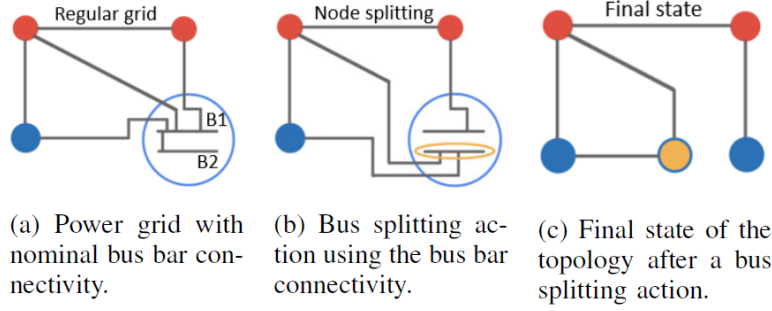 Regular grid
B1
B2
Node splitting
Final state
(a) Power grid with
nominal bus bar con-
nectivity.
(b) Bus splitting ac-
tion using the bus bar
connectivity.
(c) Final state of the
topology after a bus
splitting action.